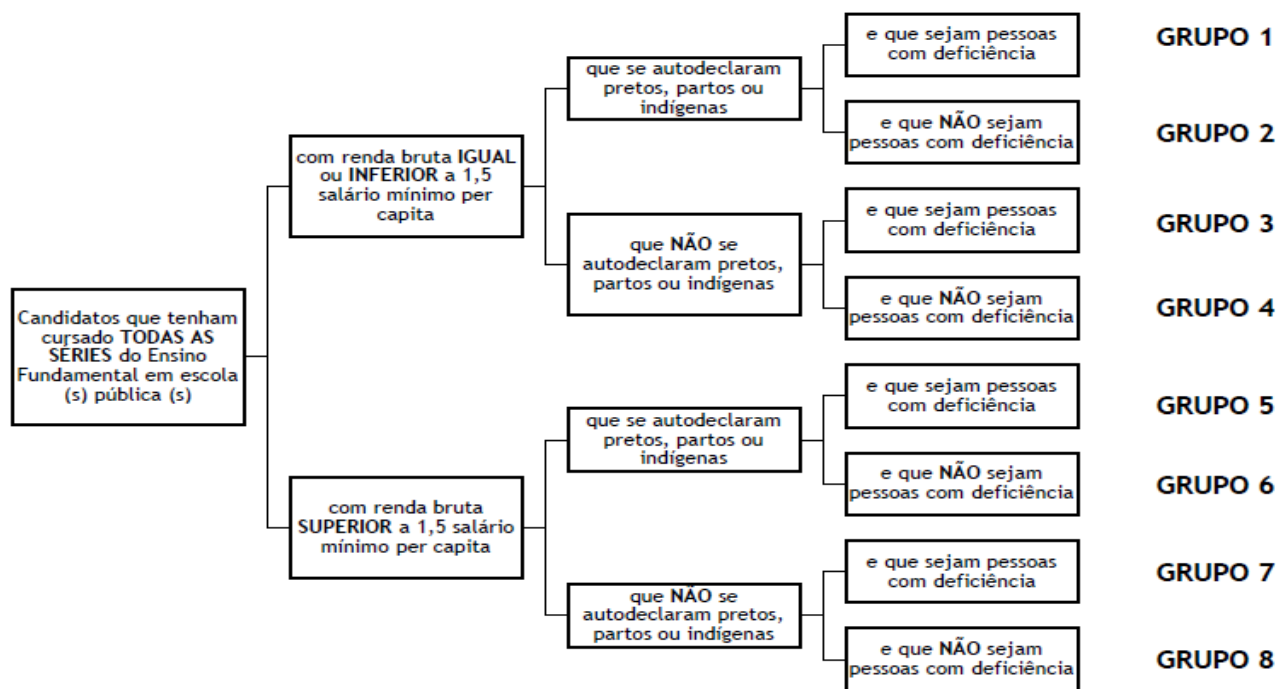 Candidatos que tenham
cursado TODAS AS
SÉRIES do Ensino
Fundamental em escola
(s) pública (s)
com renda bruta IGUAL
ou INFERIOR a 1,5
salário mínimo per
capita
que se autodeclaram
pretos, partos ou
indígenas
e que sejam pessoas
com deficiência
GRUPO 1
e que NÃO sejam
pessoas com deficiência
GRUPO 2
que NÃO se
autodeclaram pretos,
partos ou indígenas
e que sejam pessoas
com deficiência
GRUPO 3
e que NÃO sejam
pessoas com deficiência
GRUPO 4
com renda bruta
SUPERIOR a 1,5 salário
mínimo per capita
que se autodeclaram
pretos, partos ou
indígenas
e que sejam pessoas
com deficiência
GRUPO 5
e que NÃO sejam
pessoas com deficiência
GRUPO 6
que NÃO se
autodeclaram pretos,
partos ou indígenas
e que sejam pessoas
com deficiência
GRUPO 7
e que NÃO sejam
pessoas com deficiência
GRUPO 8